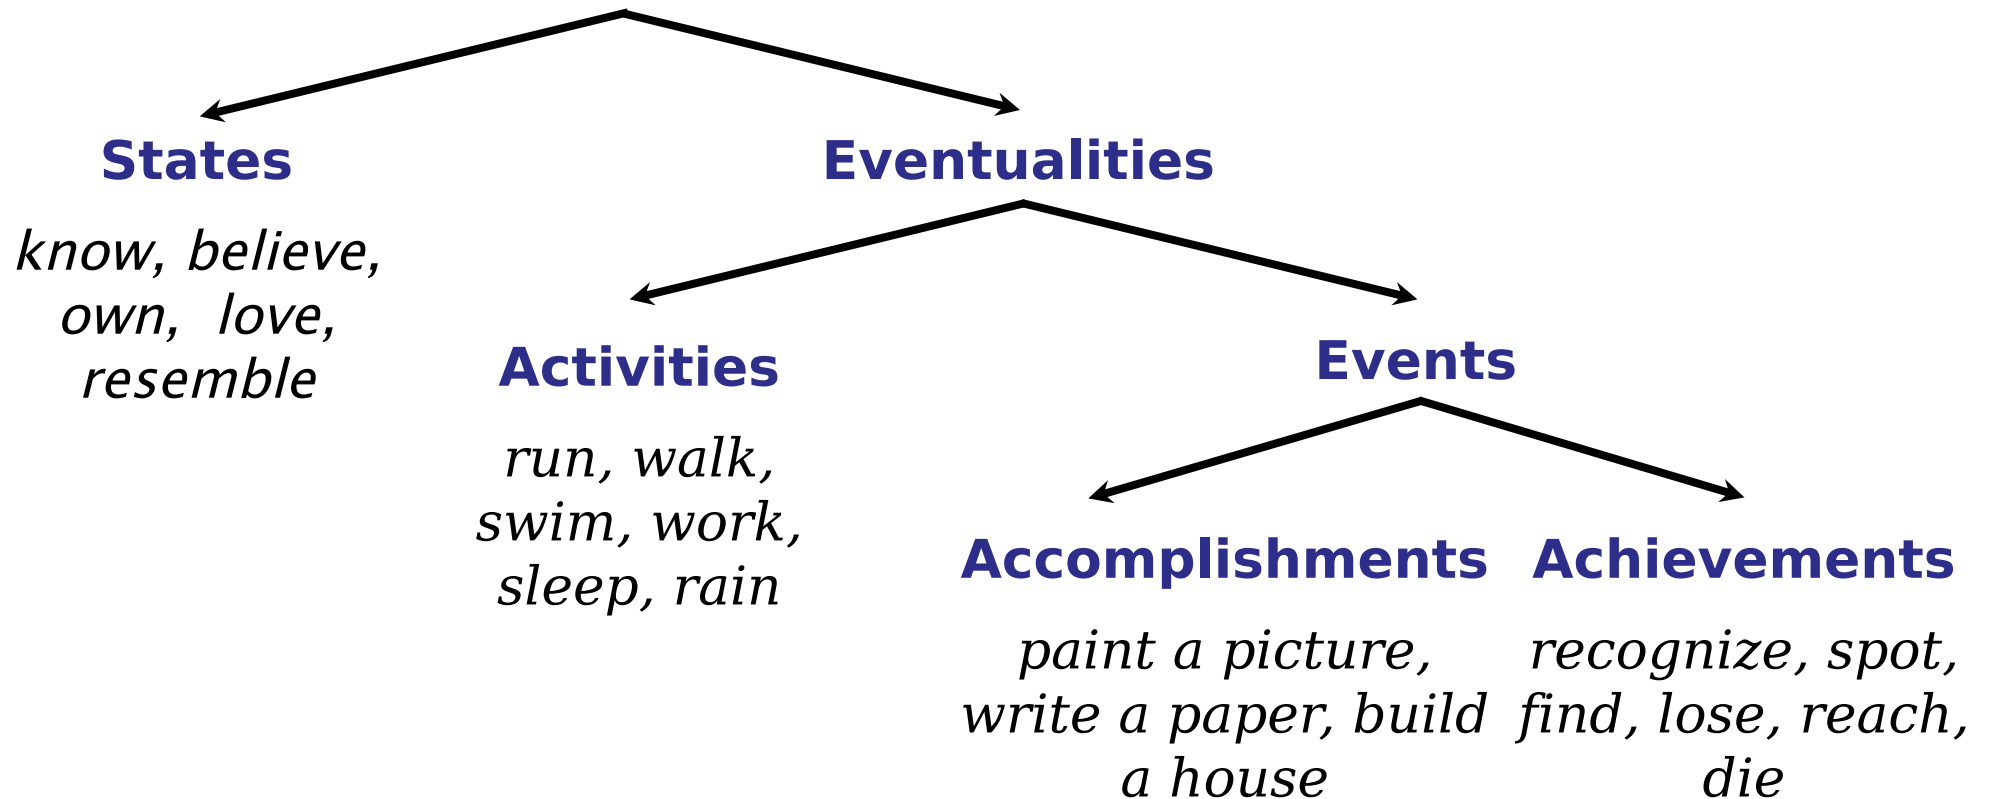 States
Eventualities
know, believe,
own, love,
resemble
Activities
Events
run, walk,
swim, work,
sleep, rain
Accomplishments
Achievements
paint a picture,
write a paper, build
a house
recognize, spot,
find, lose, reach,
die